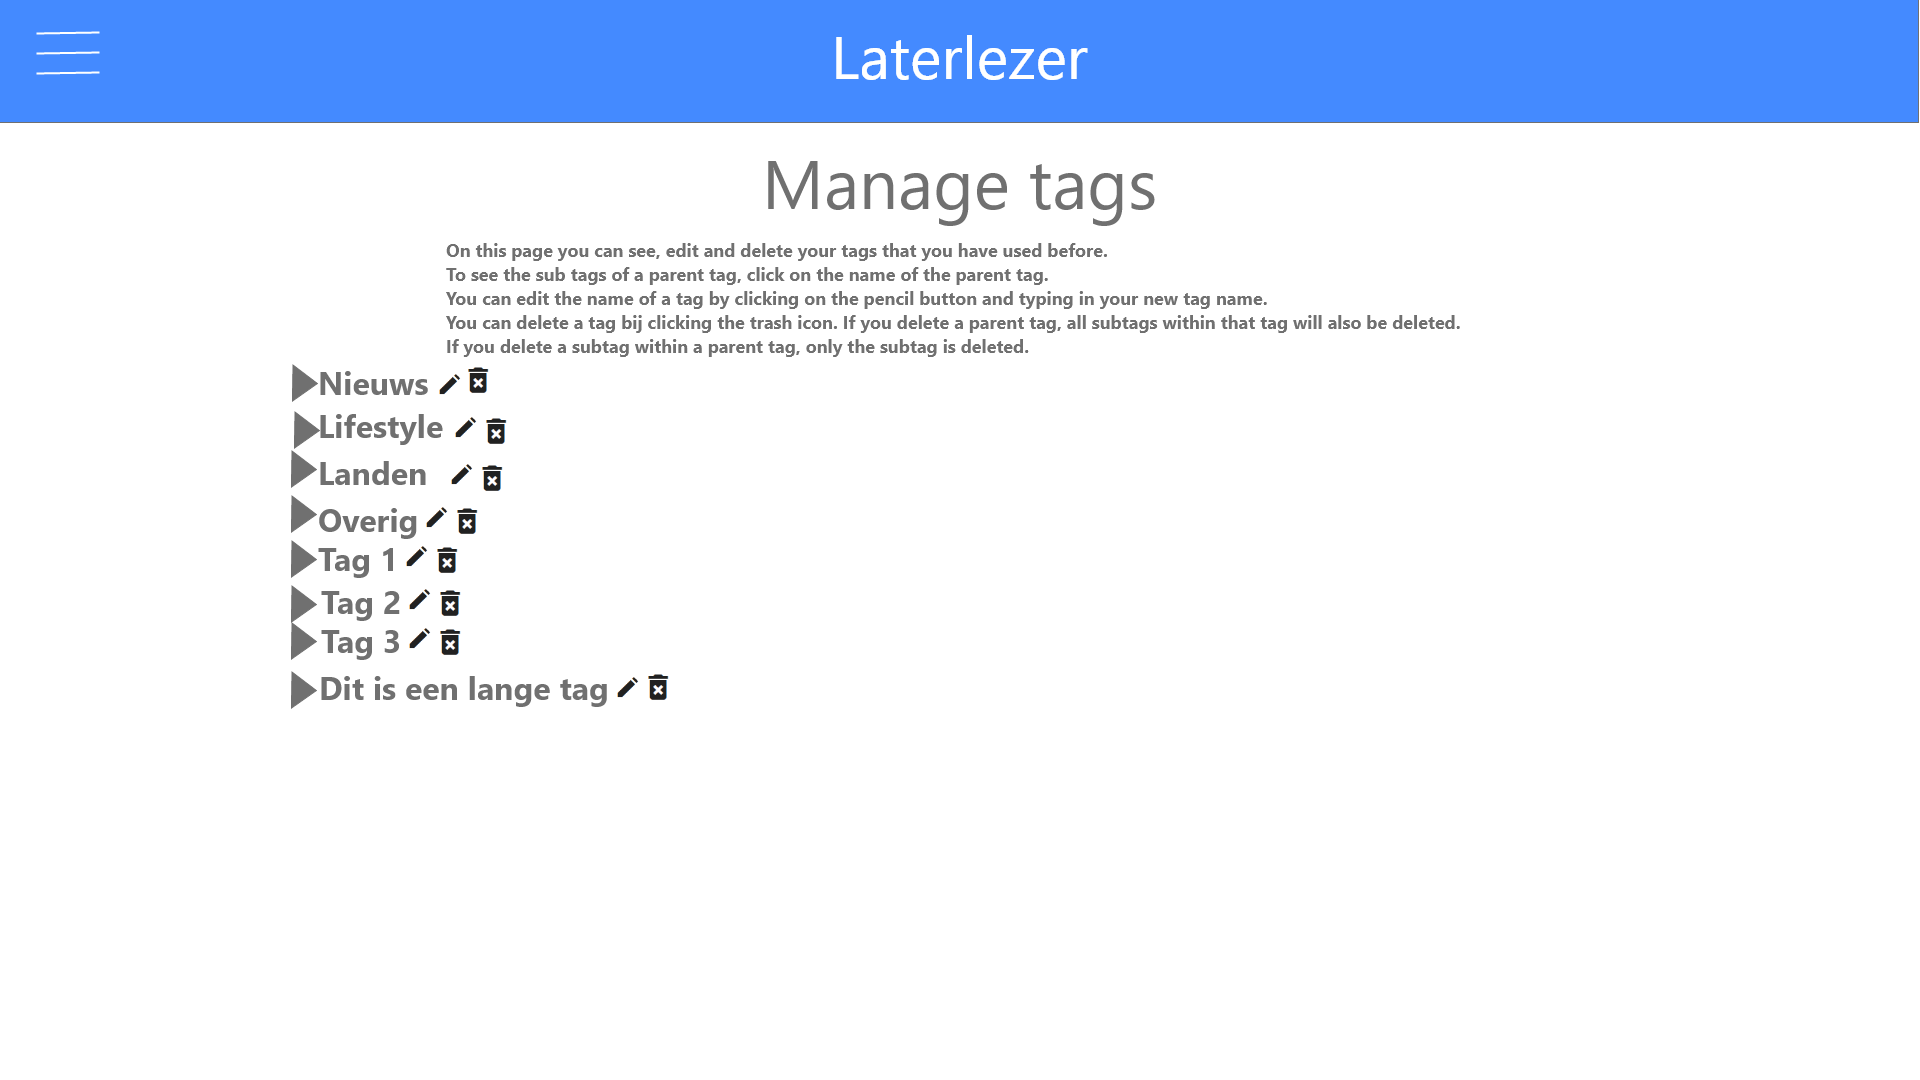 Laterlezer
Manage tags
On this page you can see, edit and delete your tags that you have used before.
To see the sub tags of a parent tag, click on the name of the parent tag.
You can edit the name of a tag by clicking on the pencil button and typing in your new tag name.
You can delete a tag bij clicking the trash icon. If you delete a parent tag, all subtags within that tag will also be deleted.
If you delete a subtag within a parent tag, only the subtag is deleted.
Nieuws
Lifestyle
Landen
Overig
Tag 1
Tag 2
Tag 3
Dit is een lange tag